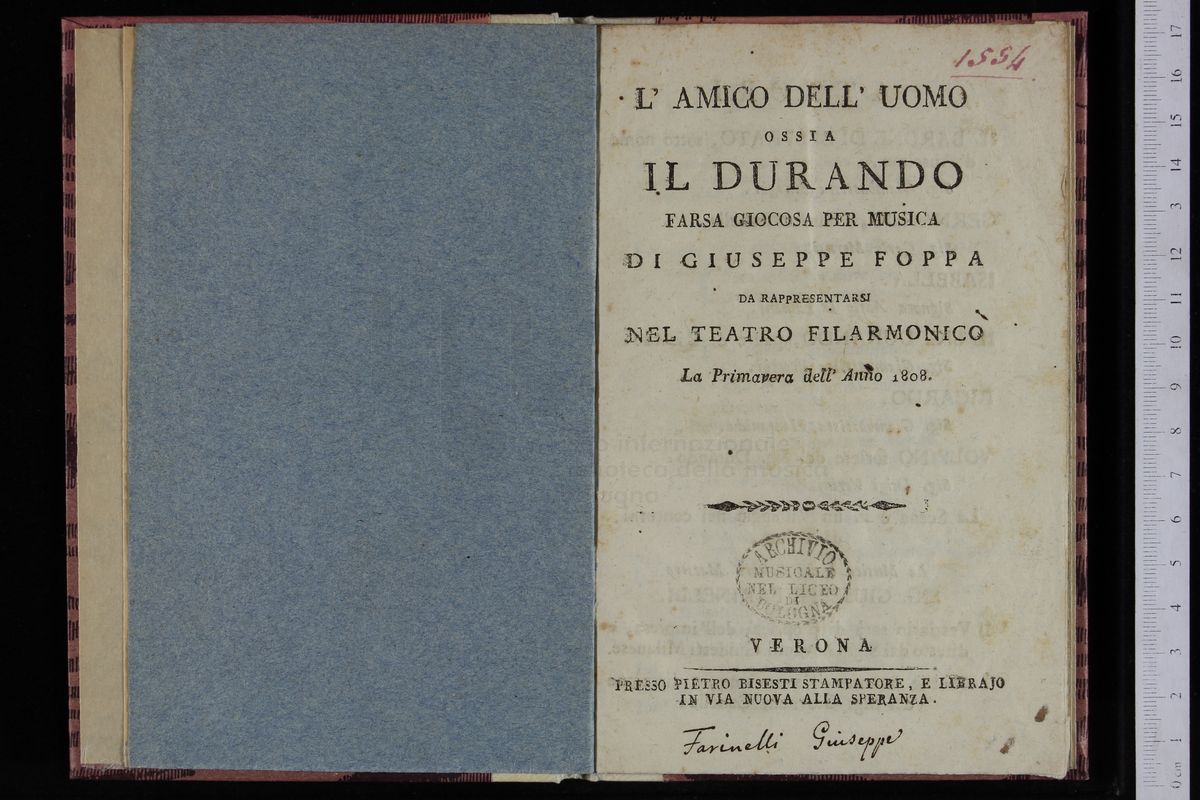 1554
L' AMICO DELL' UOMO
OSSIA
IL DURANDO
FARSA GIOCOSA PER MUSICA
DI GIUSEPPE FOPPA
DA RAPPRESENTARSI
NEL TEATRO FILARMONICO
La Primavera dell' Anno 1808.
ARCHIVIO
MUSICALE
NEL LICEO
DI
BOLOGNA
VERONA
PRESSO PIETRO BISESTI STAMPATORE, E LIBRAJO
IN VIA NUOVA ALLA SPERANZA.
Farinelli Giuseppe